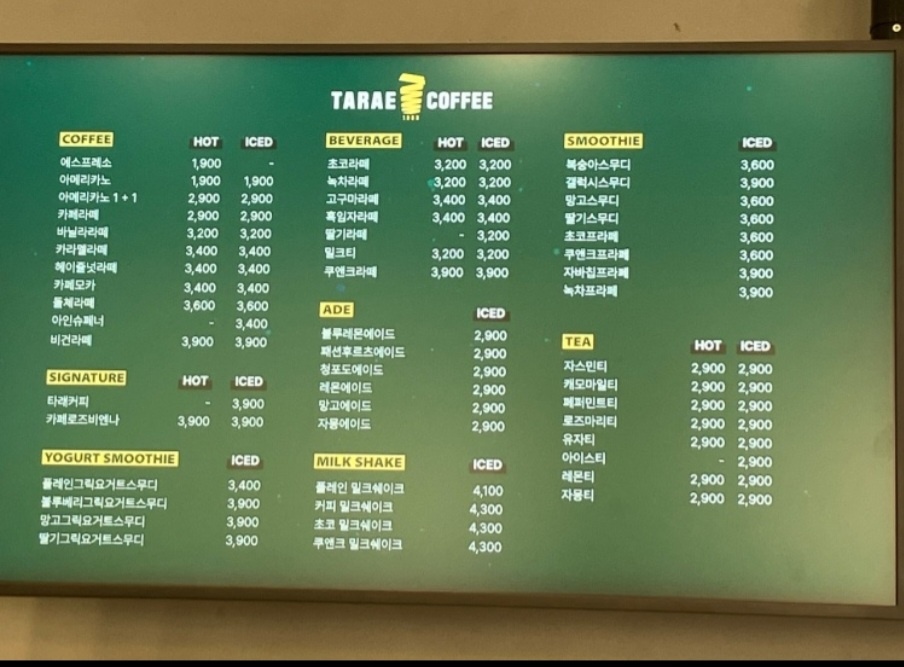 TARAE COFFEE
COFFEE HOT ICED
에스프레소 1,900 -
아메리카노 1,900 1,900
아메리카노 1 + 1 2,900 2,900
카페라떼 2,900 2,900
바닐라라떼 3,200 3,200
카라멜라떼 3,400 3,400
헤이즐넛라떼 3,400 3,400
카페모카 3,400 3,400
돌체라떼 3,600 3,600
아인슈페너 - 3,400
비건라떼 3,900 3,900
SIGNATURE HOT ICED
타래커피 - 3,900
카페로즈비엔나 3,900 3,900
YOGURT SMOOTHIE ICED
플레인그릭요거트스무디 3,400
블루베리그릭요거트스무디 3,900
망고그릭요거트스무디 3,900
딸기그릭요거트스무디 3,900
BEVERAGE HOT ICED
초코라떼 3,200 3,200
녹차라떼 3,200 3,200
고구마라떼 3,400 3,400
흑임자라떼 3,400 3,400
딸기라떼 - 3,200
밀크티 3,200 3,200
쿠앤크라떼 3,900 3,900
ADE ICED
블루레몬에이드 2,900
패션후르츠에이드 2,900
청포도에이드 2,900
레몬에이드 2,900
망고에이드 2,900
자몽에이드 2,900
MILK SHAKE ICED
플레인 밀크쉐이크 4,100
커피 밀크쉐이크 4,300
초코 밀크쉐이크 4,300
쿠앤크 밀크쉐이크 4,300
SMOOTHIE ICED
복숭아스무디 3,600
갤럭시스무디 3,900
망고스무디 3,600
딸기스무디 3,600
초코프라페 3,600
쿠앤크프라페 3,600
자바칩프라페 3,900
녹차프라페 3,900
TEA HOT ICED
자스민티 2,900 2,900
캐모마일티 2,900 2,900
페퍼민트티 2,900 2,900
로즈마리티 2,900 2,900
유자티 2,900 2,900
아이스티 - 2,900
레몬티 2,900 2,900
자몽티 2,900 2,900